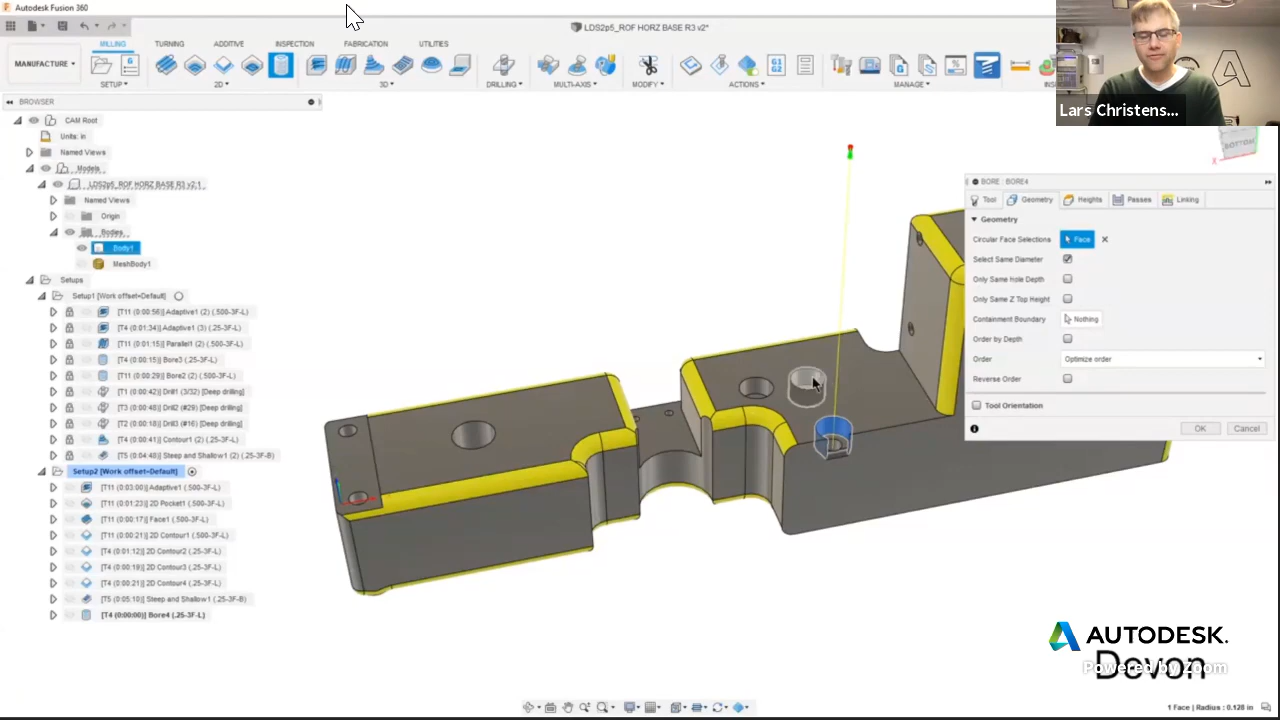 Autodesk Fusion 360
LDS2p5_ROF HORZ BASE R3 v2*
MILLING TURNING ADDITIVE INSPECTION FABRICATION UTILITIES
MANUFACTURE
SETUP 2D 3D DRILLING MULTI-AXIS MODIFY ACTIONS MANAGE
G1
G2
Lars Christens...
BROWSER
CAM Root
Units: in
Named Views
Models
LDS2p5_ROF HORZ BASE R3 v2:1
Named Views
Origin
Bodies
Body1
MeshBody1
Setups
Setup1 [Work offset=Default]
[T11 (0:00:56)] Adaptive1 (2) (.500-3F-L)
[T4 (0:01:34)] Adaptive1 (3) (.25-3F-L)
[T11 (0:01:15)] Parallel1 (2) (.500-3F-L)
[T4 (0:00:15)] Bore3 (.25-3F-L)
[T11 (0:00:29)] Bore2 (.500-3F-L)
[T1 (0:00:42)] Drill1 (3/32) [Deep drilling]
[T3 (0:00:48)] Drill2 (#29) [Deep drilling]
[T2 (0:00:18)] Drill3 (#16) [Deep drilling]
[T4 (0:00:41)] Contour1 (2) (.25-3F-L)
[T5 (0:04:48)] Steep and Shallow1 (2) (.25-3F-B)
Setup2 [Work offset=Default]
[T11 (0:03:00)] Adaptive1 (.500-3F-L)
[T11 (0:01:23)] 2D Pocket1 (.500-3F-L)
[T11 (0:00:17)] Face1 (.500-3F-L)
[T11 (0:00:21)] 2D Contour1 (.500-3F-L)
[T4 (0:01:12)] 2D Contour2 (.25-3F-L)
[T4 (0:00:19)] 2D Contour3 (.25-3F-L)
[T4 (0:00:21)] 2D Contour4 (.25-3F-L)
[T5 (0:05:10)] Steep and Shallow1 (.25-3F-B)
[T4 (0:00:00)] Bore4 (.25-3F-L)
BOTTOM
X
BORE : BORE4
Tool Geometry Heights Passes Linking
Geometry
Circular Face Selections Face
Select Same Diameter
Only Same Hole Depth
Only Same Z Top Height
Containment Boundary Nothing
Order by Depth
Order Optimize order
Reverse Order
Tool Orientation
OK Cancel
AUTODESK.
Devon
Powered by Zoom
1 Face | Radius : 0.128 in